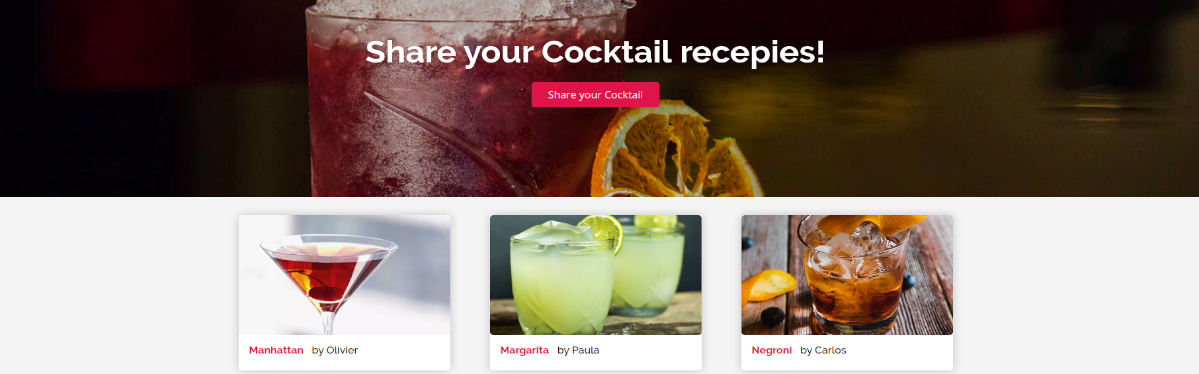 Share your Cocktail recepies!
Share your Cocktail
Manhattan by Olivier
Margarita by Paula
Negroni by Carlos